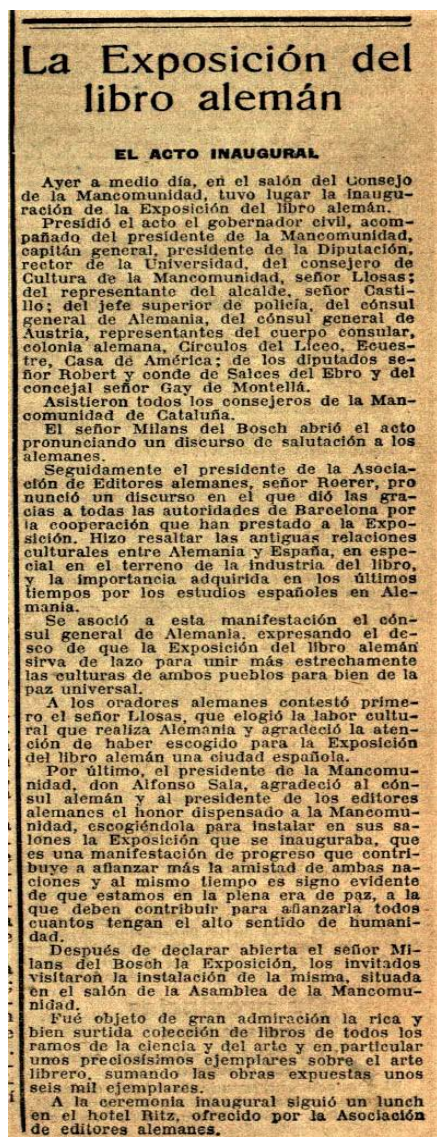 La Exposición del
libro alemán
EL ACTO INAUGURAL
Ayer a medio día, en el salón del Consejo
de la Mancomunidad, tuvo lugar la inaugu-
ración de la Exposición del libro alemán.
Presidió el acto el gobernador civil, acom-
pañado del presidente de la Mancomunidad,
capitán general, presidente de la Diputación,
rector de la Universidad, del consejero de
Cultura de la Mancomunidad, señor Llosas;
del representante del alcalde, señor Casti-
llo; del jefe superior de policía, del cónsul
general de Alemania, del cónsul general de
Austria, representantes del cuerpo consular,
colonia alemana, Círculos del Liceo, Ecues-
tre, Casa de América; de los diputados se-
ñor Robert y conde de Salces del Ebro y del
concejal señor Gay de Montellá.
Asistieron todos los consejeros de la Man-
comunidad de Cataluña.
El señor Milans del Bosch abrió el acto
pronunciando un discurso de salutación a los
alemanes.
Seguidamente el presidente de la Asocia-
ción de Editores alemanes, señor Roerer, pro
nunció un discurso en el que dió las gra-
cias a todas las autoridades de Barcelona por
la cooperación que han prestado a la Expo-
sición. Hizo resaltar las antiguas relaciones
culturales entre Alemania y España, en espe-
cial en el terreno de la industria del libro,
y la importancia adquirida en los últimos
tiempos por los estudios españoles en Ale-
mania.
Se asoció a esta manifestación el cón-
sul general de Alemania, expresando el de-
seo de que la Exposición del libro alemán
sirva de lazo para unir más estrechamente
las culturas de ambos pueblos para bien de la
paz universal.
A los oradores alemanes contestó prime-
ro el señor Llosas, que elogió la labor cultu-
ral que realiza Alemania y agradeció la aten-
ción de haber escogido para la Exposición
del libro alemán una ciudad española.
Por último, el presidente de la Mancomu-
nidad, don Alfonso Sala, agradeció al cón-
sul alemán y al presidente de los editores
alemanes el honor dispensado a la Mancomu-
nidad, escogiéndola para instalar en sus sa-
lones la Exposición que se inauguraba, que
es una manifestación de progreso que contri-
buye a afianzar más la amistad de ambas na-
ciones y al mismo tiempo es signo evidente
de que estamos en la plena era de paz, a la
que deben contribuir para afianzarla todos
cuantos tengan el alto sentido de humani-
dad.
Después de declarar abierta el señor Mi-
lans del Bosch la Exposición, los invitados
visitaron la instalación de la misma, situada
en el salón de la Asamblea de la Mancomu-
nidad.
Fué objeto de gran admiración la rica y
bien surtida colección de libros de todos los
ramos de la ciencia y del arte y en particular
unos preciosísimos ejemplares sobre el arte
librero, sumando las obras expuestas unos
seis mil ejemplares.
A la ceremonia inaugural siguió un lunch
en el hotel Ritz, ofrecido por la Asociación
de editores alemanes.